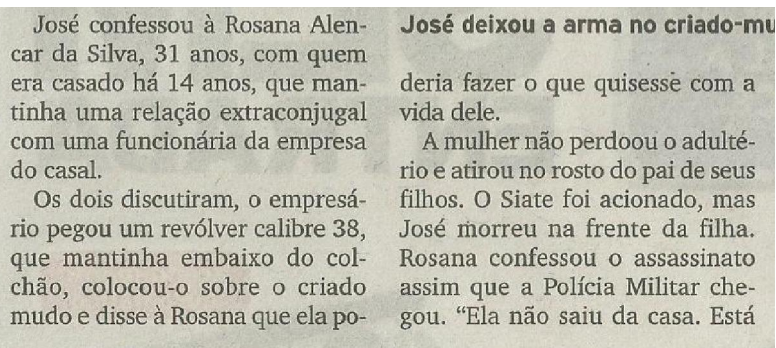 José confessou à Rosana Alen-
car da Silva, 31 anos, com quem
era casado há 14 anos, que man-
tinha uma relação extraconjugal
com uma funcionária da empresa
do casal.
Os dois discutiram, o empresá-
rio pegou um revólver calibre 38,
que mantinha embaixo do col-
chão, colocou-o sobre o criado
mudo e disse à Rosana que ela po-
José deixou a arma no criado-mu
deria fazer o que quisesse com a
vida dele.
A mulher não perdoou o adulté-
rio e atirou no rosto do pai de seus
filhos. O Siate foi acionado, mas
José morreu na frente da filha.
Rosana confessou o assassinato
assim que a Polícia Militar che-
gou. “Ela não saiu da casa. Está